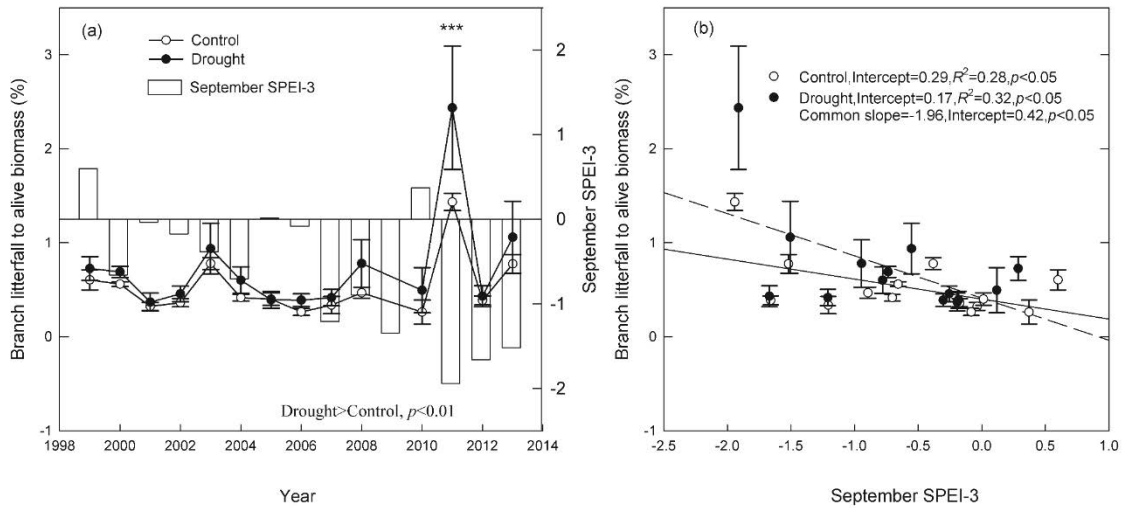 (a)
***
Control
Drought
September SPEI-3
Branch litterfall to alive biomass (%)
3
2
1
0
-1
2
1
0
-1
-2
September SPEI-3
Drought>Control, p<0.01
1998 2000 2002 2004 2006 2008 2010 2012 2014
Year
(b)
Control,Intercept=0.29,R²=0.28,p<0.05
Drought,Intercept=0.17,R²=0.32,p<0.05
Common slope=-1.96,Intercept=0.42,p<0.05
Branch litterfall to alive biomass (%)
3
2
1
0
-1
-2.5 -2.0 -1.5 -1.0 -0.5 0.0 0.5 1.0
September SPEI-3